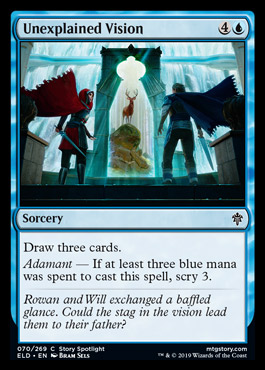 Unexplained Vision 4
Sorcery
Draw three cards.
Adamant — If at least three blue mana
was spent to cast this spell, scry 3.
Rowan and Will exchanged a baffled
glance. Could the stag in the vision lead
them to their father?
070/269 C Story Spotlight mtgstory.com
ELD • EN Bram Sels ™ & © 2019 Wizards of the Coast